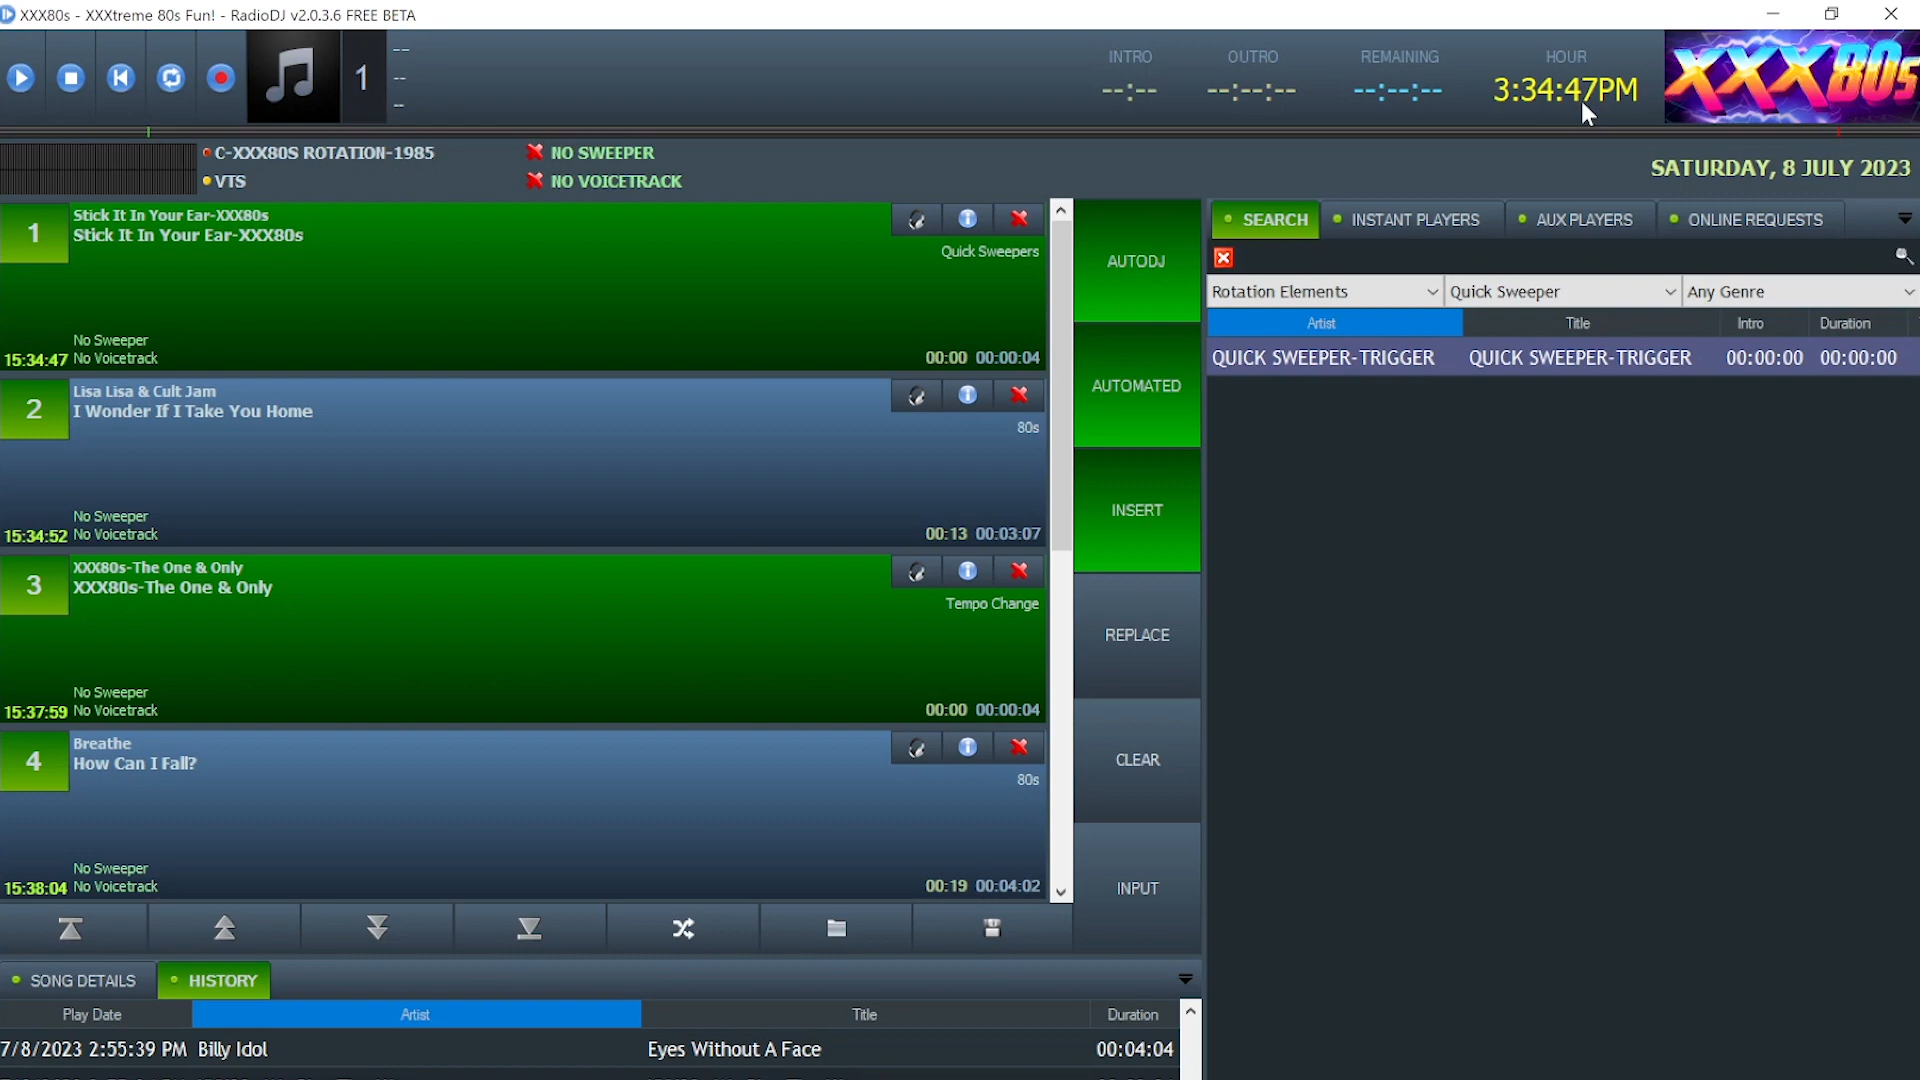 XXX80s - XXXtreme 80s Fun! - RadioDJ v2.0.3.6 FREE BETA
1
--
--
--
INTRO OUTRO REMAINING HOUR
--:-- --:--:-- --:--:-- 3:34:47PM
XXX80s
C-XXX80S ROTATION-1985
NO SWEEPER
VTS
NO VOICETRACK
SATURDAY, 8 JULY 2023
1
Stick It In Your Ear-XXX80s
Stick It In Your Ear-XXX80s
Quick Sweepers
No Sweeper
15:34:47 No Voicetrack 00:00 00:00:04
2
Lisa Lisa & Cult Jam
I Wonder If I Take You Home
80s
No Sweeper
15:34:52 No Voicetrack 00:13 00:03:07
3
XXX80s-The One & Only
XXX80s-The One & Only
Tempo Change
No Sweeper
15:37:59 No Voicetrack 00:00 00:00:04
4
Breathe
How Can I Fall?
80s
No Sweeper
15:38:04 No Voicetrack 00:19 00:04:02
AUTODJ
AUTOMATED
INSERT
REPLACE
CLEAR
INPUT
SEARCH INSTANT PLAYERS AUX PLAYERS ONLINE REQUESTS
Rotation Elements Quick Sweeper Any Genre
Artist Title Intro Duration
QUICK SWEEPER-TRIGGER QUICK SWEEPER-TRIGGER 00:00:00 00:00:00
SONG DETAILS HISTORY
Play Date Artist Title Duration
7/8/2023 2:55:39 PM Billy Idol Eyes Without A Face 00:04:04